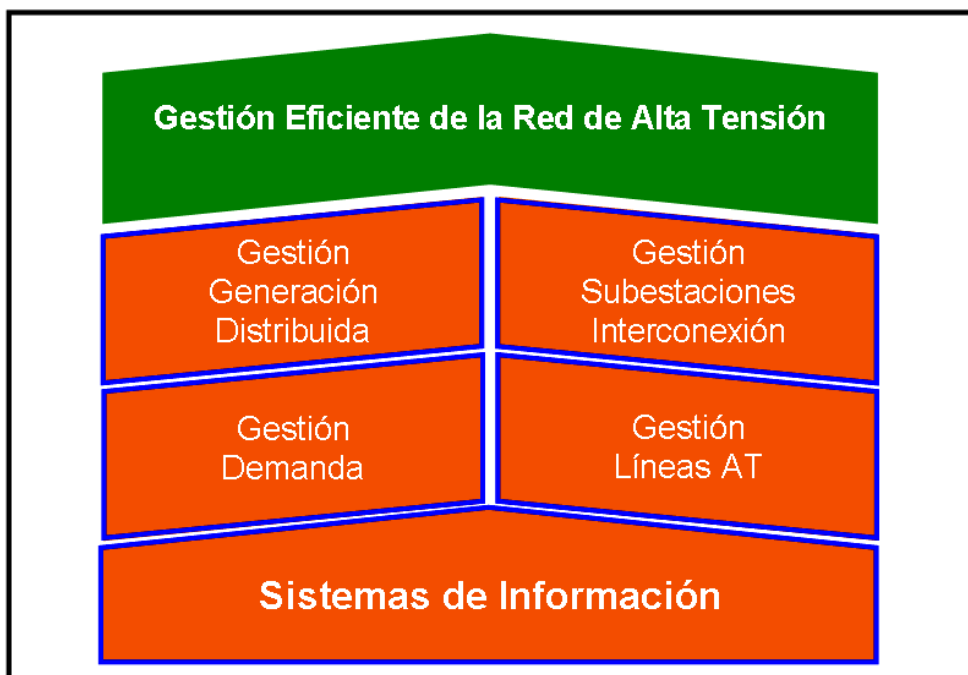 Gestión Eficiente de la Red de Alta Tensión
Gestión
Generación
Distribuida
Gestión
Subestaciones
Interconexión
Gestión
Demanda
Gestión
Líneas AT
Sistemas de Información